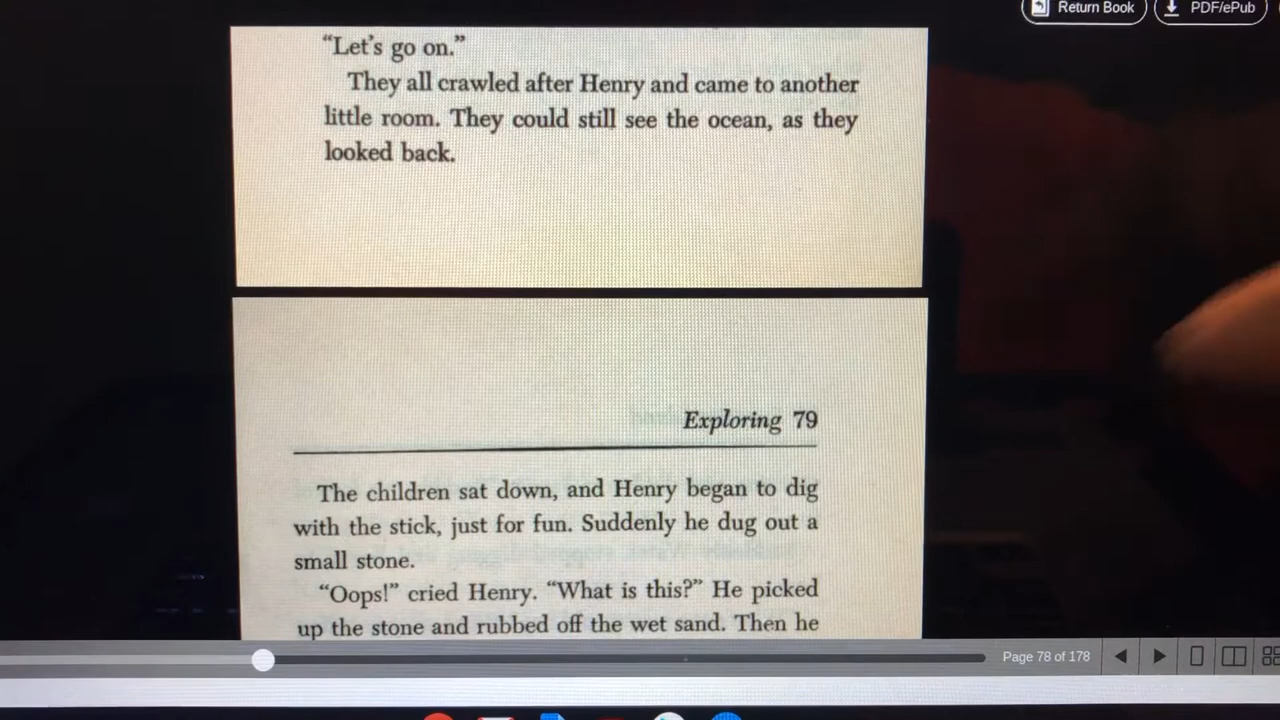 Return Book
PDF/ePub
“Let’s go on.”
They all crawled after Henry and came to another
little room. They could still see the ocean, as they
looked back.
Exploring 79
The children sat down, and Henry began to dig
with the stick, just for fun. Suddenly he dug out a
small stone.
“Oops!” cried Henry. “What is this?” He picked
up the stone and rubbed off the wet sand. Then he
Page 78 of 178